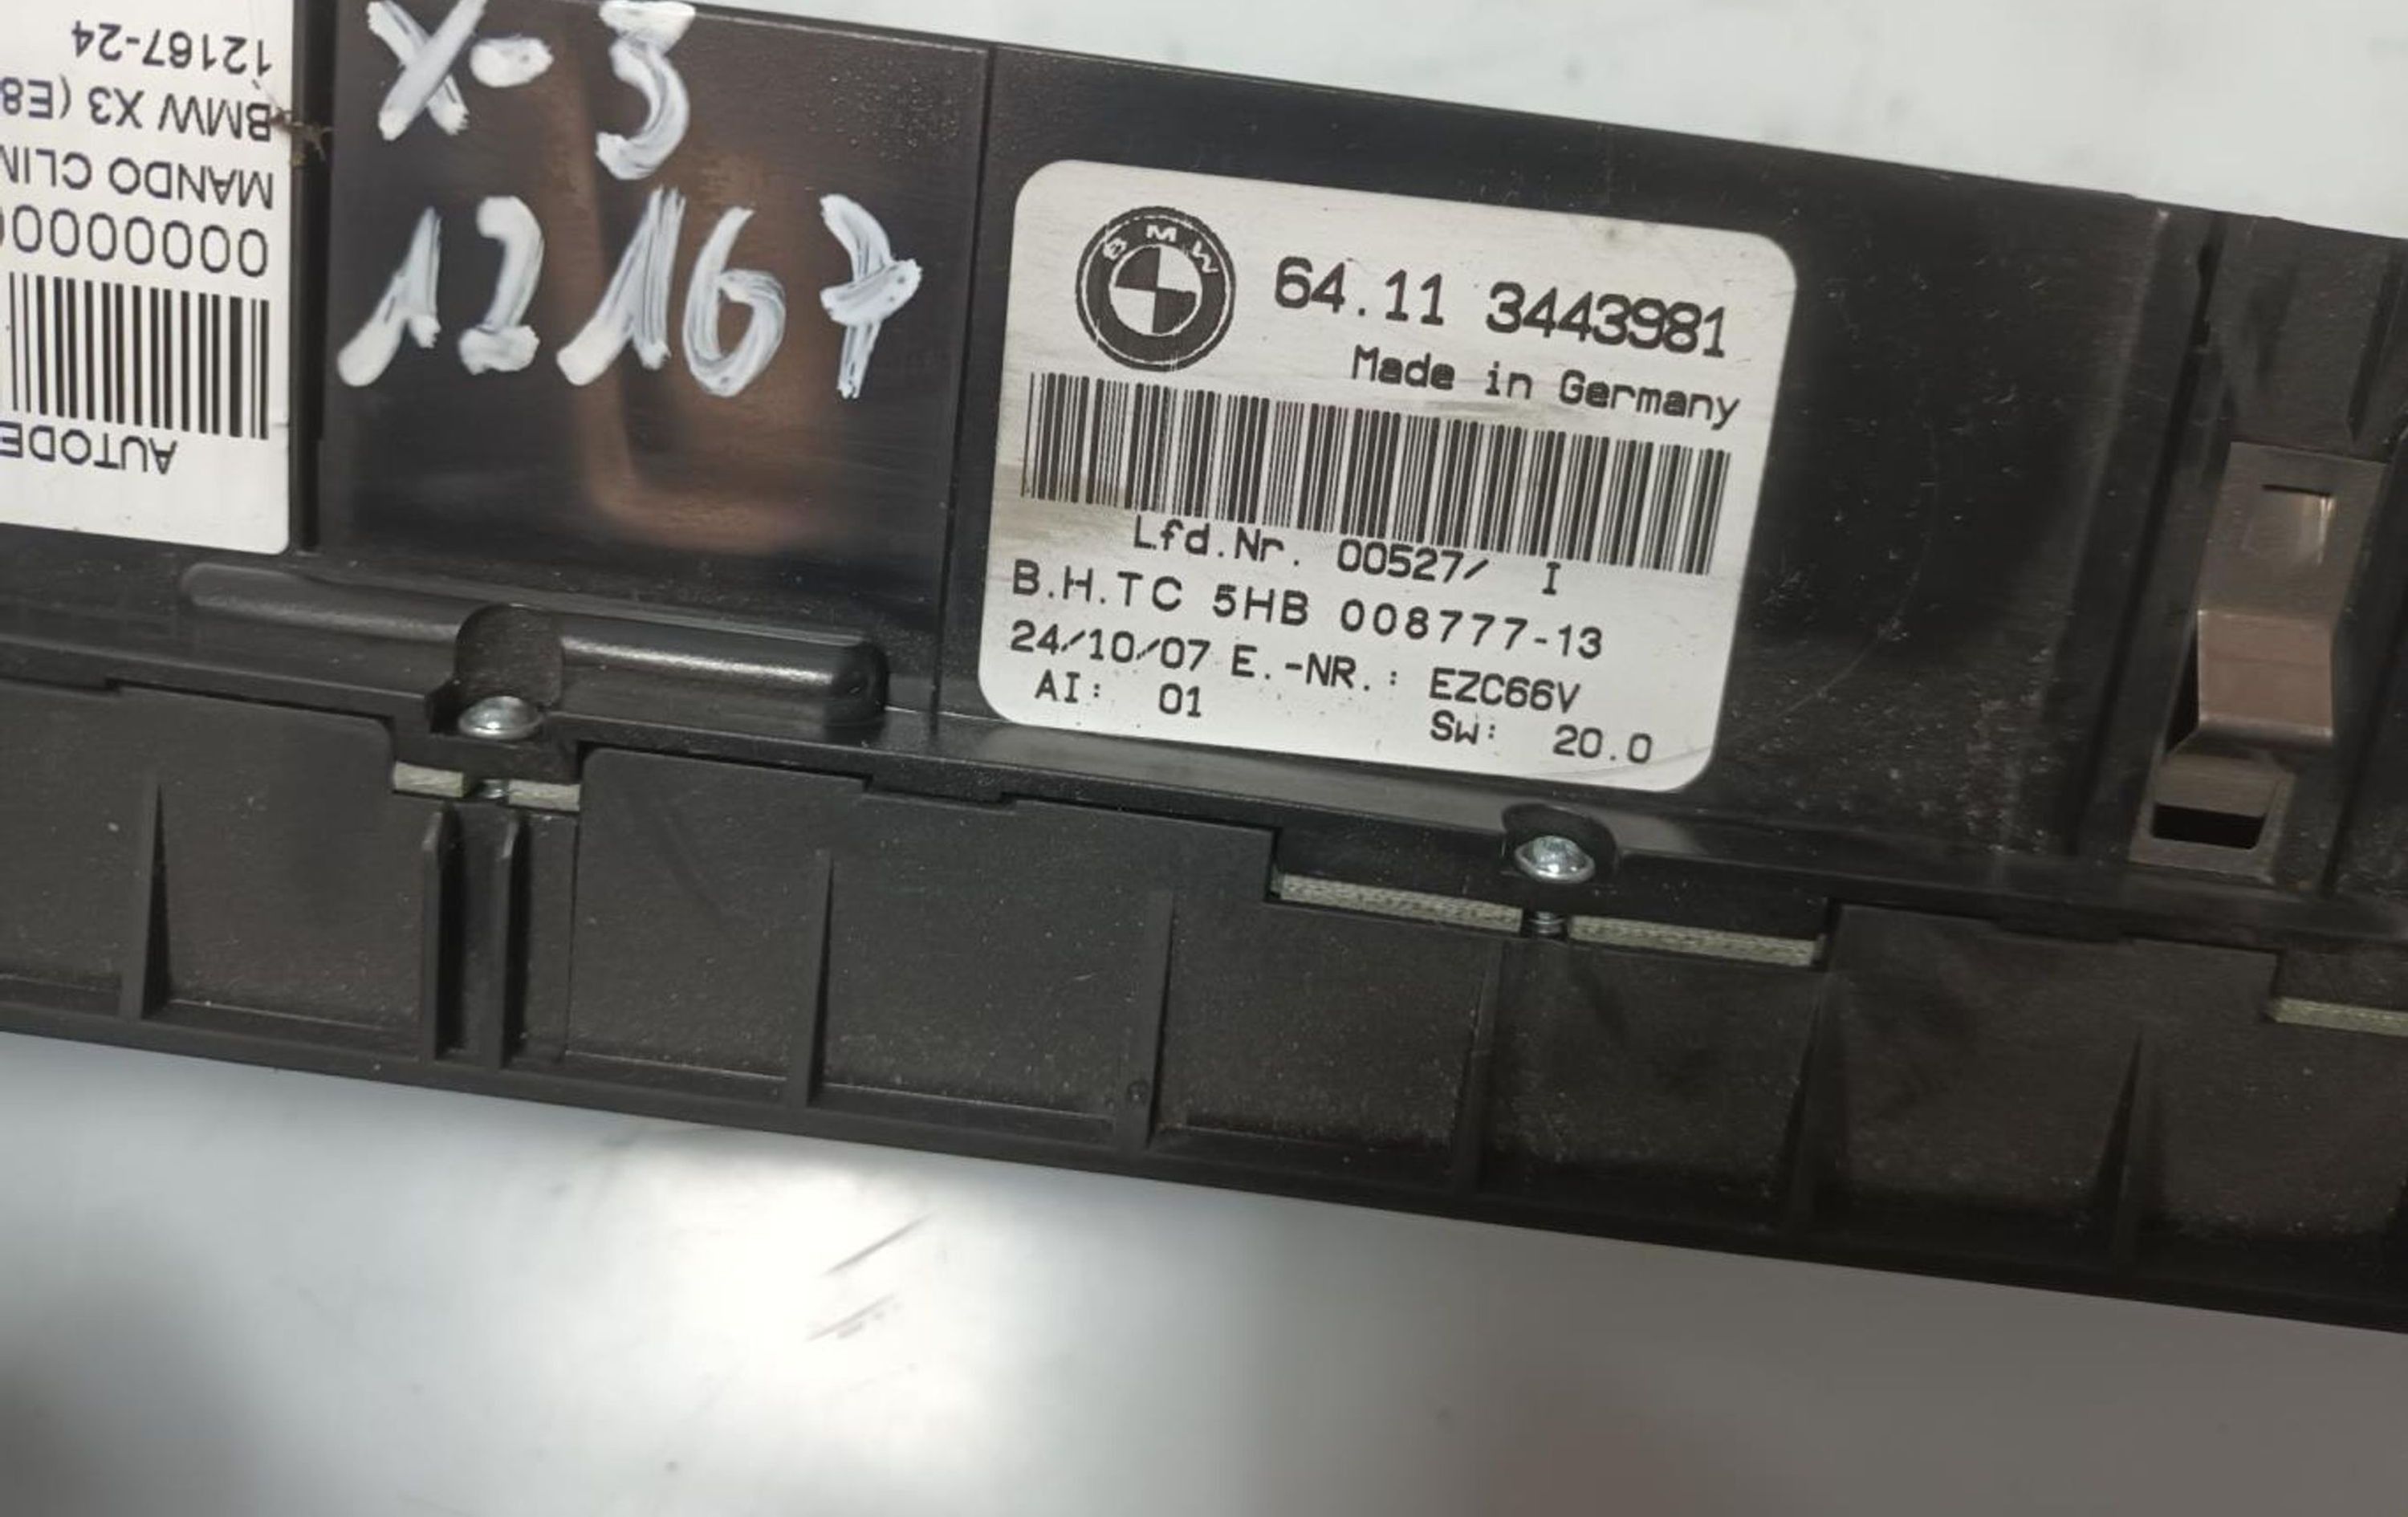 12167-24
BMW X3 (E8
MANDO CLIM
0000000
AUTODE
X-3
12167
BMW
64.11 3443981
Made in Germany
Lfd.Nr. 00527/ I
B.H.TC 5HB 008777-13
24/10/07 E.-NR.: EZC66V
AI: 01 SW: 20.0